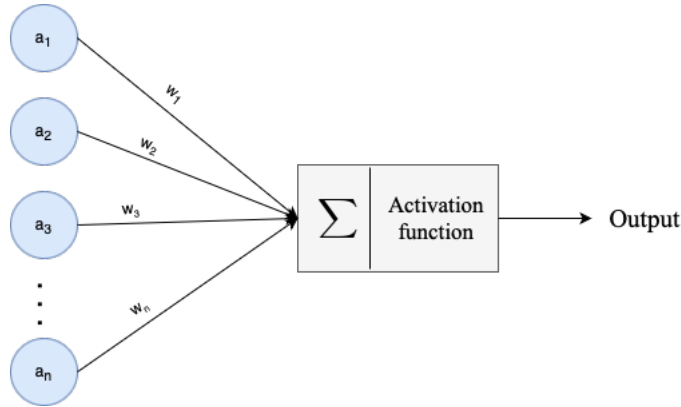 a1
w1
a2
w2
a3
w3
∑
Activation
function
Output
wn
an